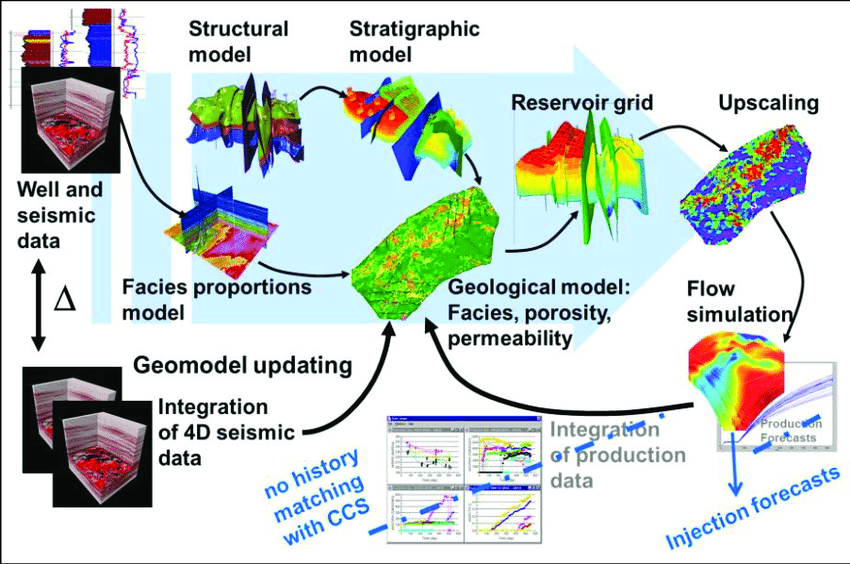 Structural
model
Stratigraphic
model
Reservoir grid
Upscaling
Well and
seismic
data
Facies proportions
model
Geological model:
Facies, porosity,
permeability
Flow
simulation
Δ
Geomodel updating
Integration
of 4D seismic
data
Integration
of production
data
Production
Forecasts
no history
matching
with CCS
Injection forecasts